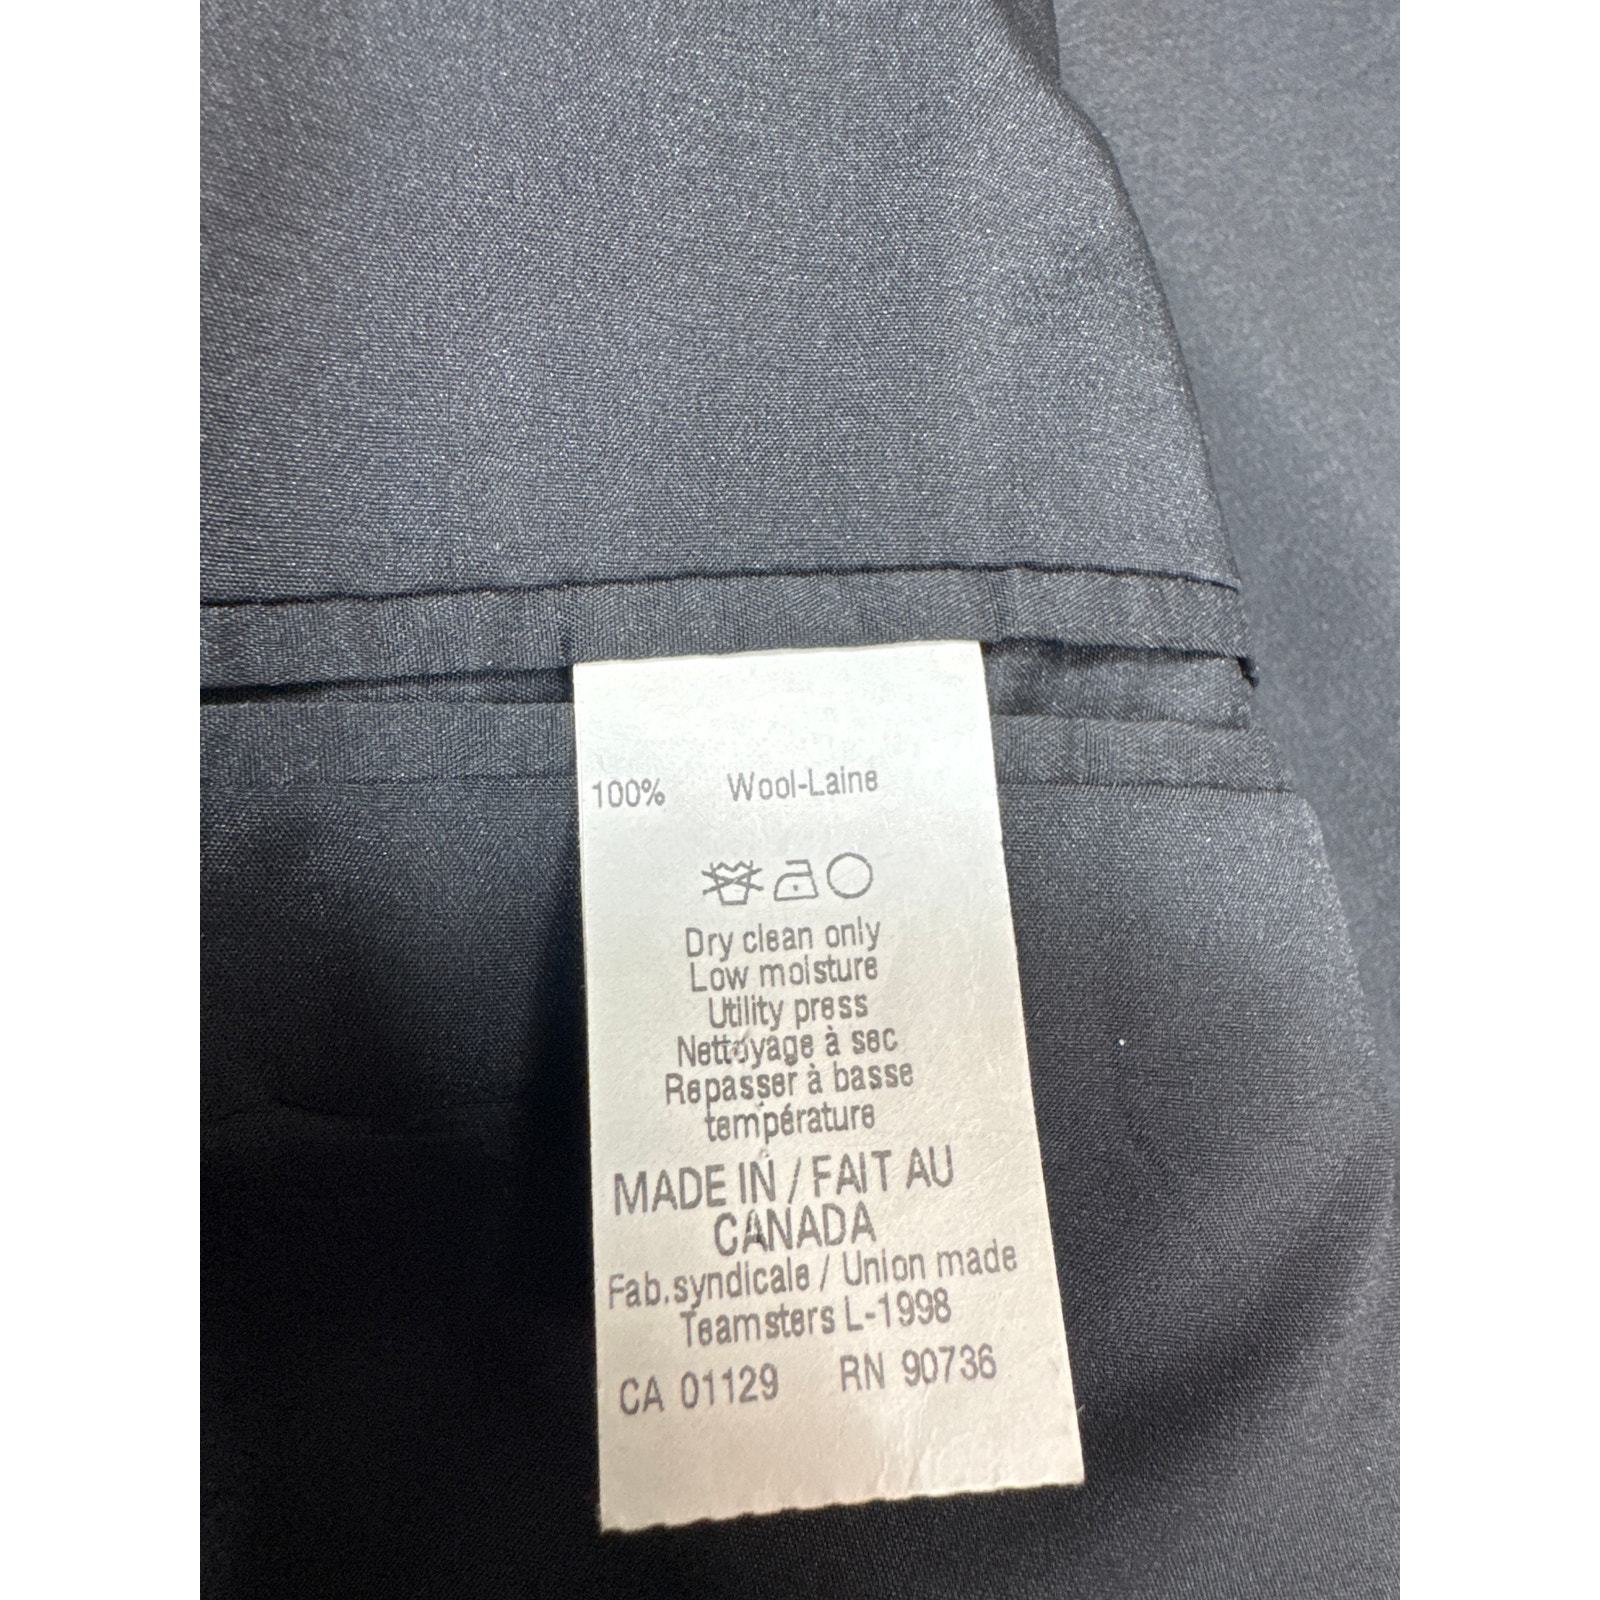 100% Wool-Laine
Dry clean only
Low moisture
Utility press
Nettoyage à sec
Repasser à basse
température
MADE IN / FAIT AU
CANADA
Fab.syndicale / Union made
Teamsters L-1998
CA 01129 RN 90736